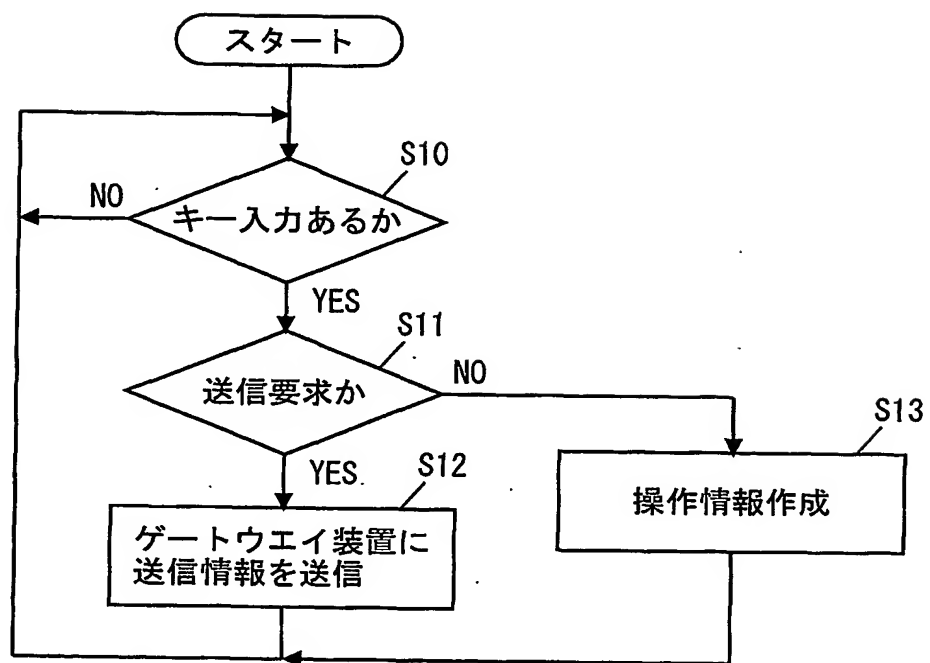 スタート
S10
NO
キー入力あるか
YES
S11
送信要求か
NO
S13
YES
S12
操作情報作成
ゲートウエイ装置に
送信情報を送信